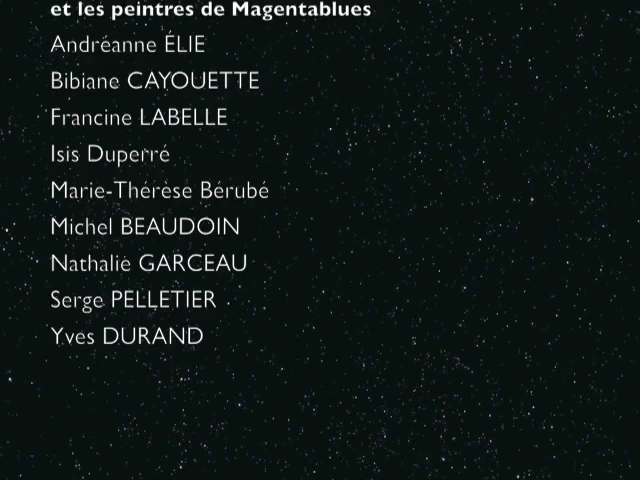 et les peintres de Magentablues
Andréanne ÉLIE
Bibiane CAYOUETTE
Francine LABELLE
Isis Duperré
Marie-Thérèse Bérubé
Michel BEAUDOIN
Nathalie GARCEAU
Serge PELLETIER
Yves DURAND